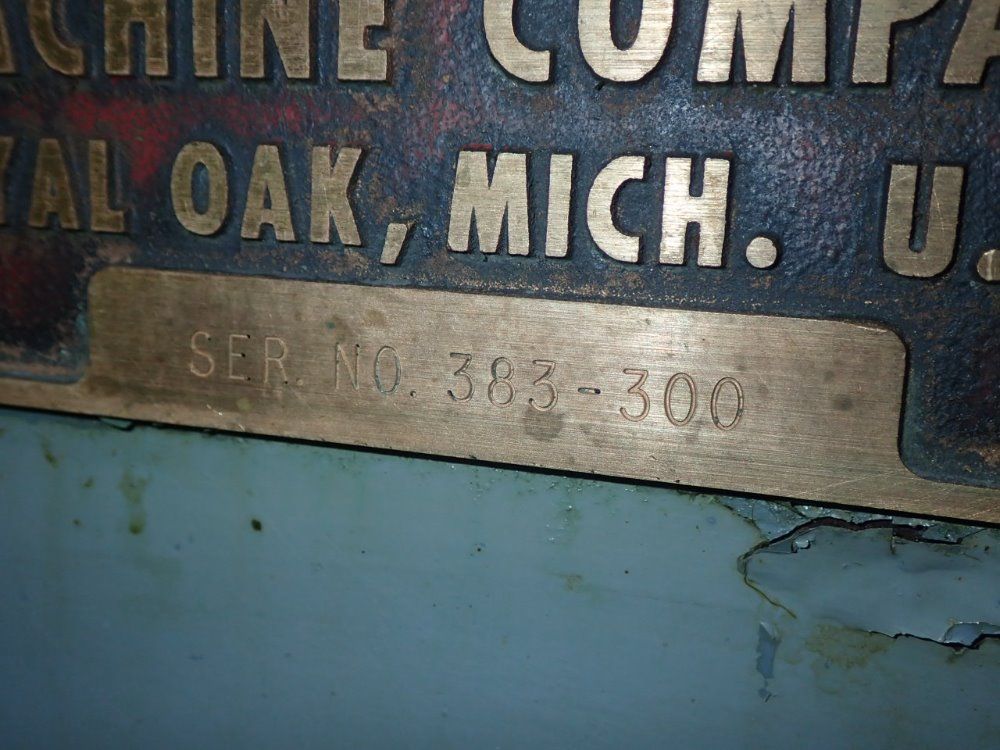 ACHINE COMPA
YAL OAK, MICH. U.
SER. NO. 383-300